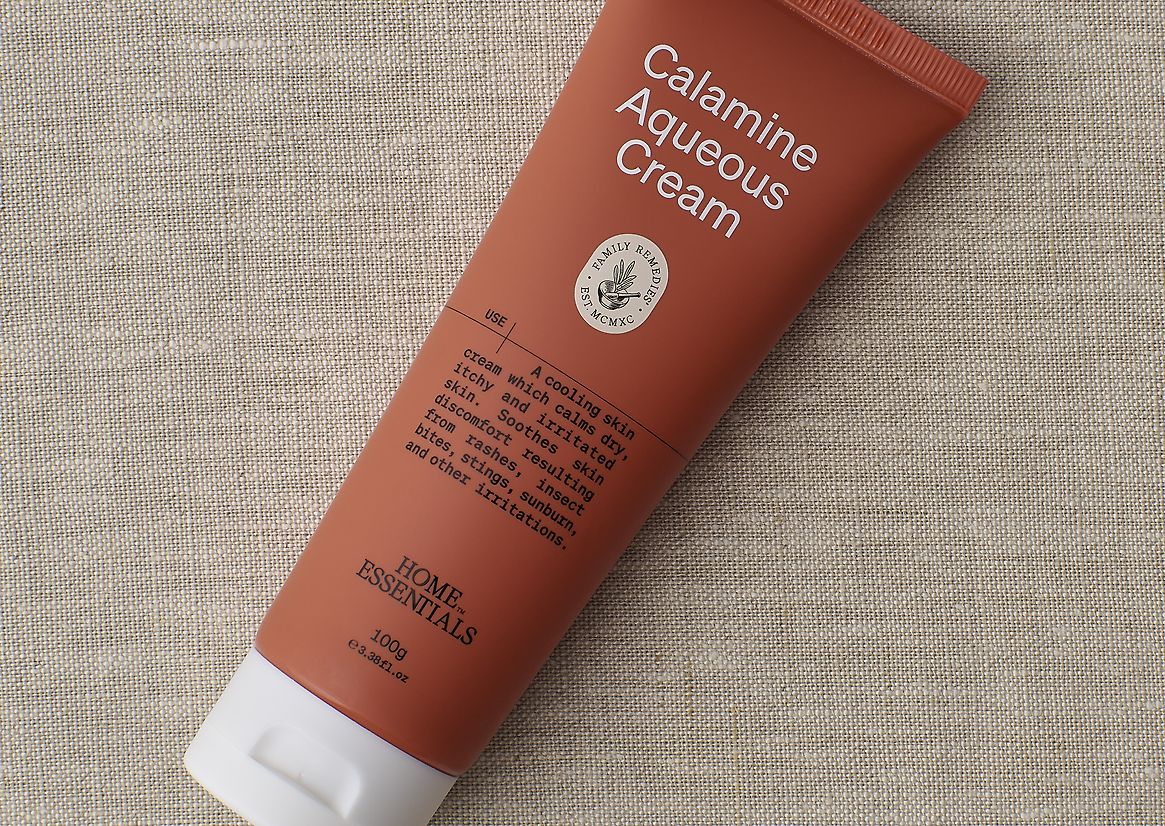 Calamine
Aqueous
Cream
FAMILY REMEDIES
EST. MCMXC
USE
A cooling skin
cream which calms dry,
itchy and irritated
skin. Soothes skin
discomfort resulting
from rashes, insect
bites, stings, sunburn,
and other irritations.
HOME
ESSENTIALS™
100g
℮3.38fl.oz